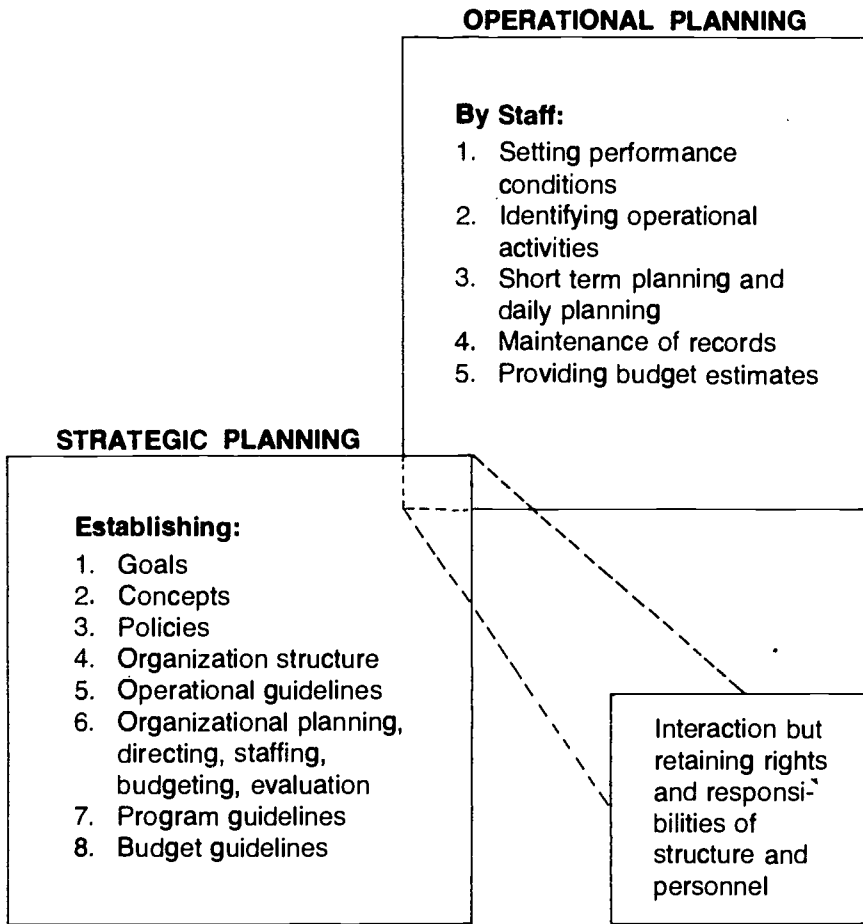 OPERATIONAL PLANNING
By Staff:
1. Setting performance
conditions
2. Identifying operational
activities
3. Short term planning and
daily planning
4. Maintenance of records
5. Providing budget estimates
STRATEGIC PLANNING
Establishing:
1. Goals
2. Concepts
3. Policies
4. Organization structure
5. Operational guidelines
6. Organizational planning,
directing, staffing,
budgeting, evaluation
7. Program guidelines
8. Budget guidelines
Interaction but
retaining rights
and responsi-
bilities of
structure and
personnel